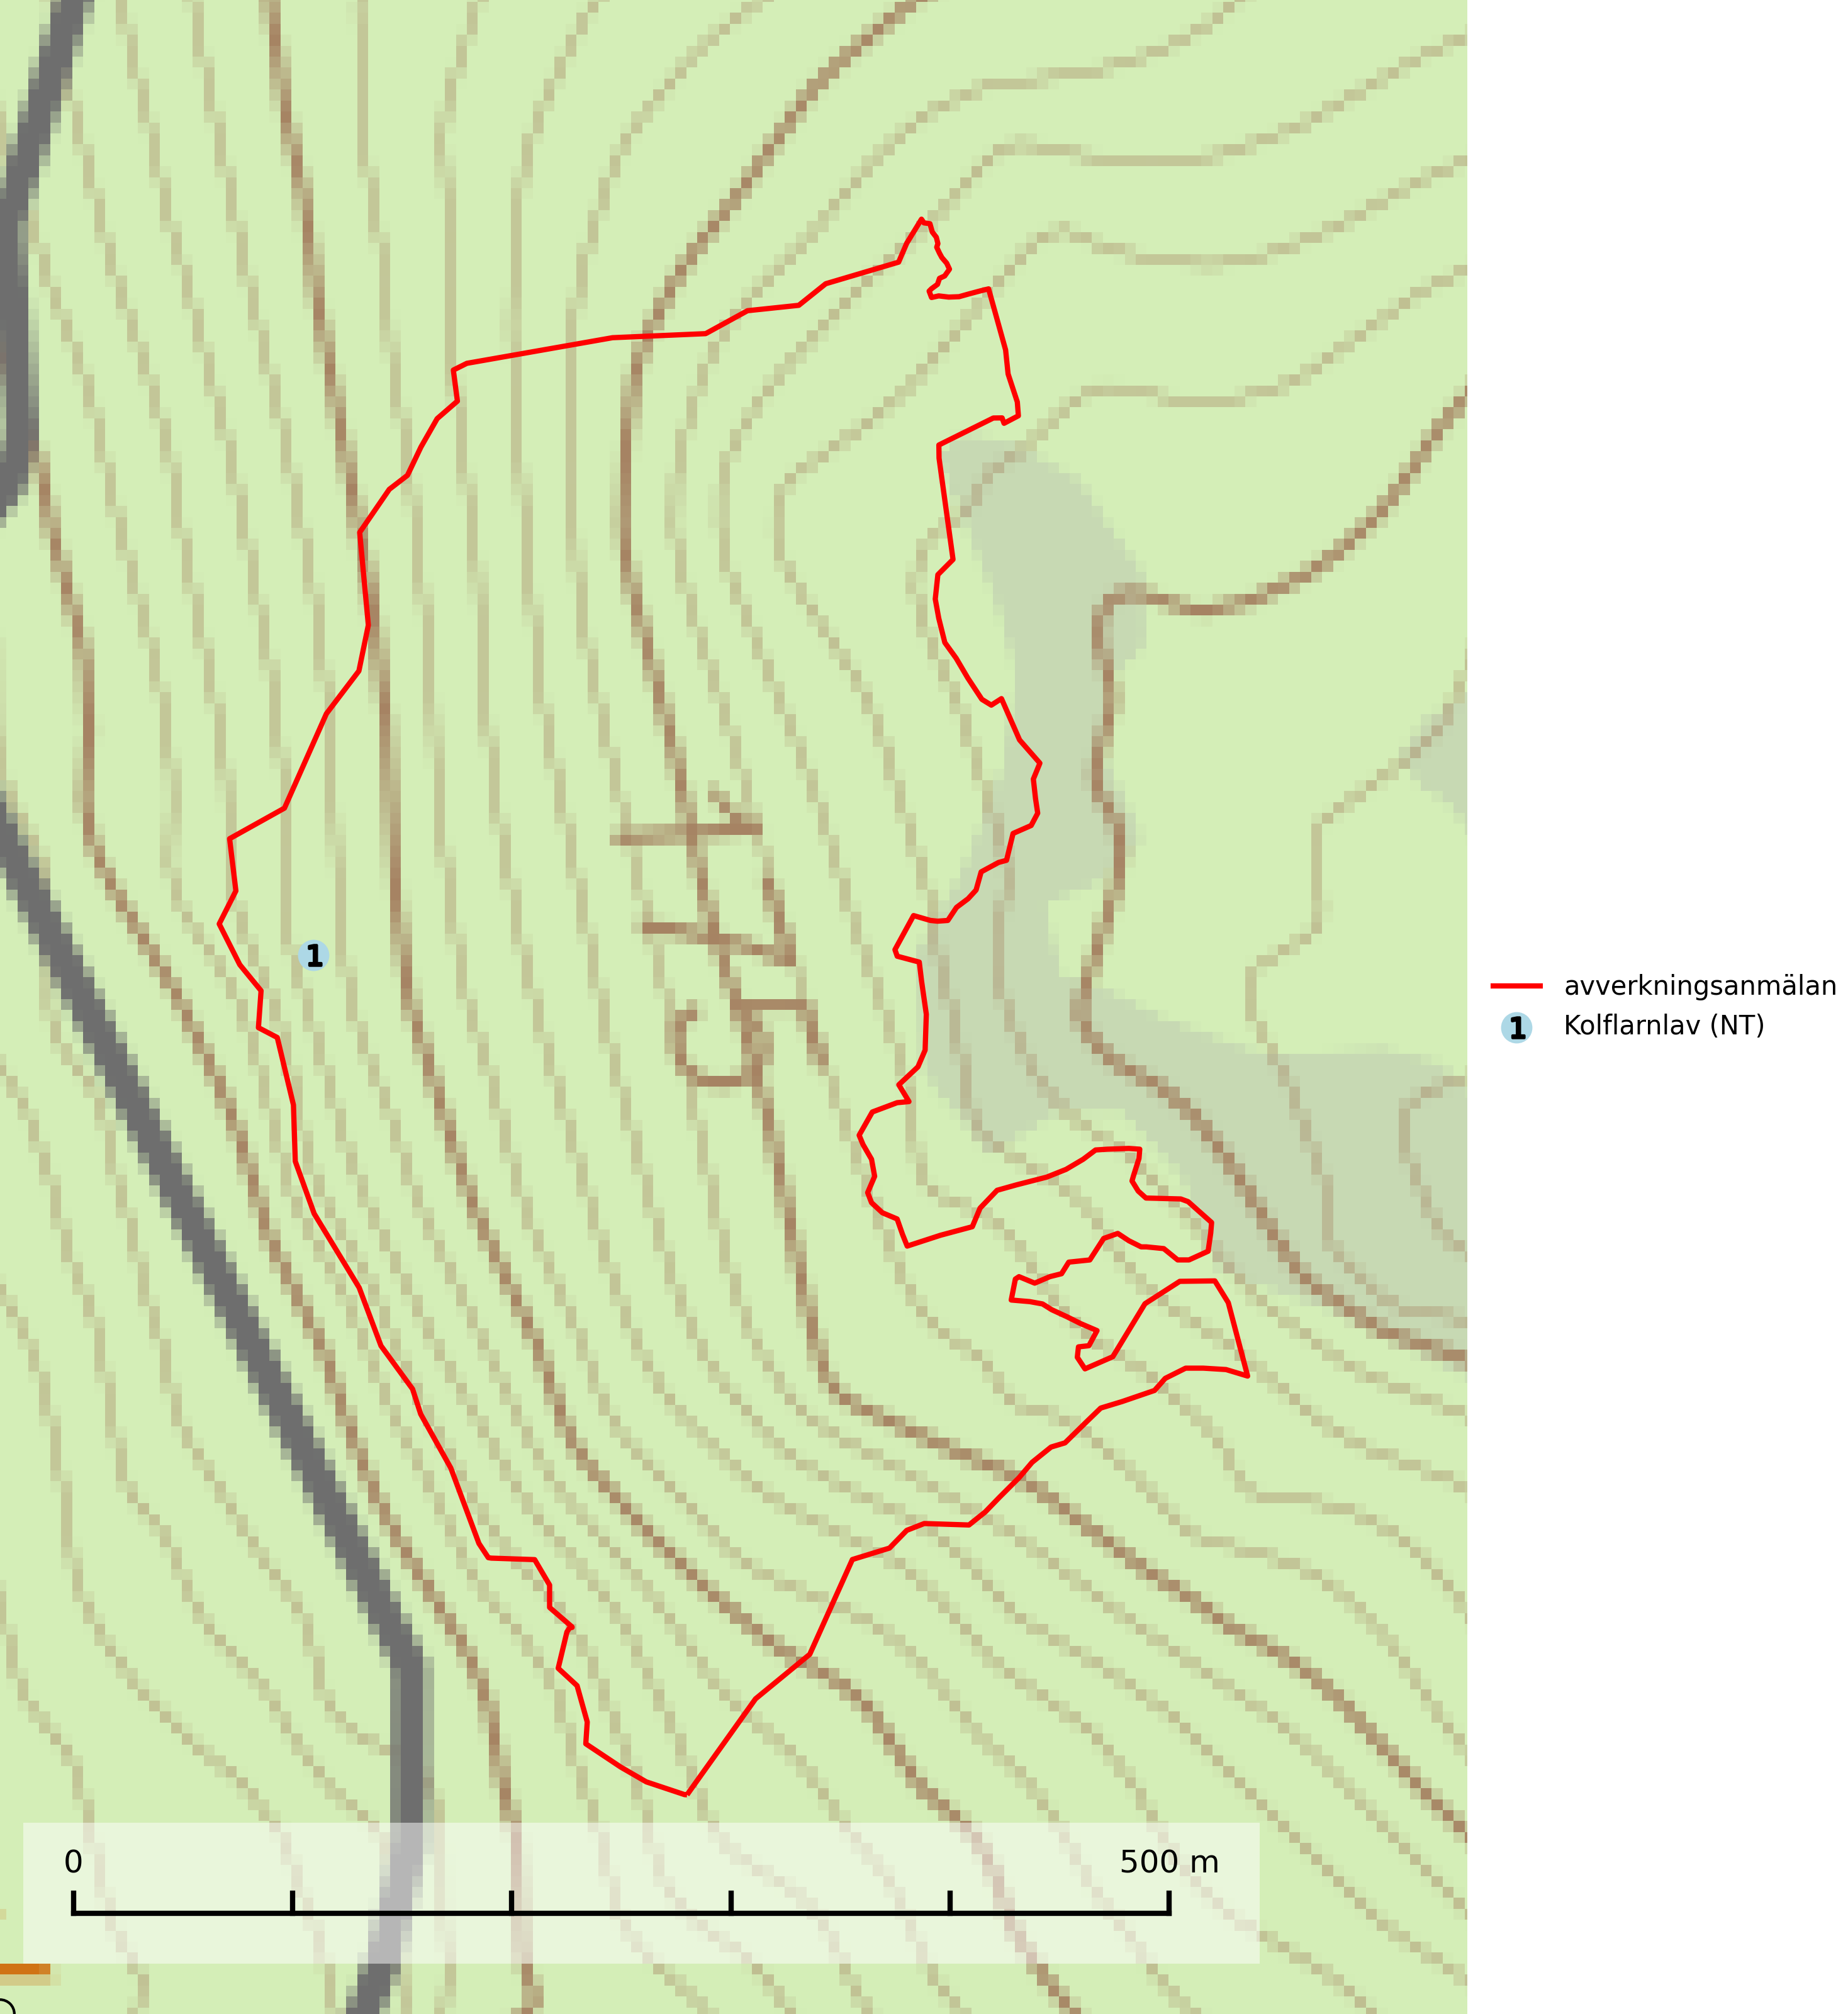 1
avverkningsanmälan
1 Kolflarnlav (NT)
0 500 m